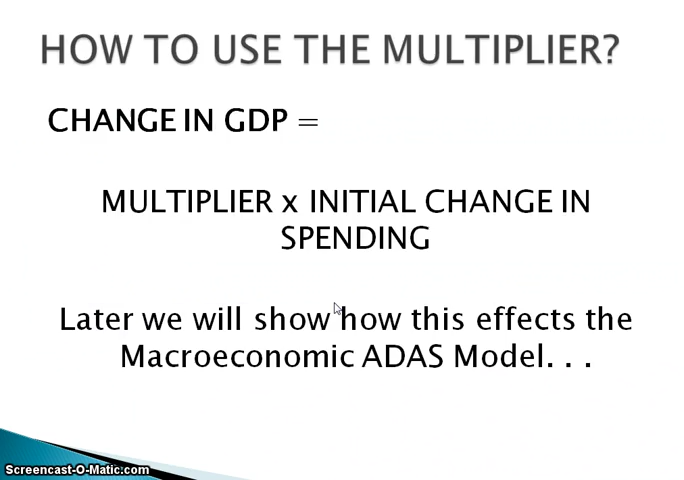 HOW TO USE THE MULTIPLIER?
CHANGE IN GDP =
MULTIPLIER x INITIAL CHANGE IN
SPENDING
Later we will show how this effects the
Macroeconomic ADAS Model. . .
Screencast-O-Matic.com